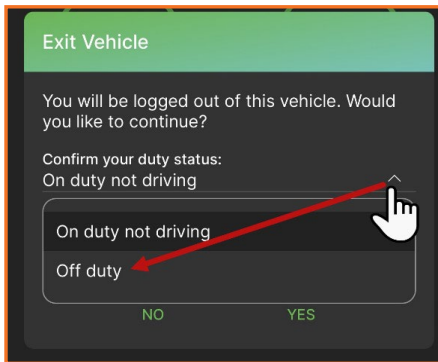 Exit Vehicle
You will be logged out of this vehicle. Would
you like to continue?
Confirm your duty status:
On duty not driving
On duty not driving
Off duty
NO YES